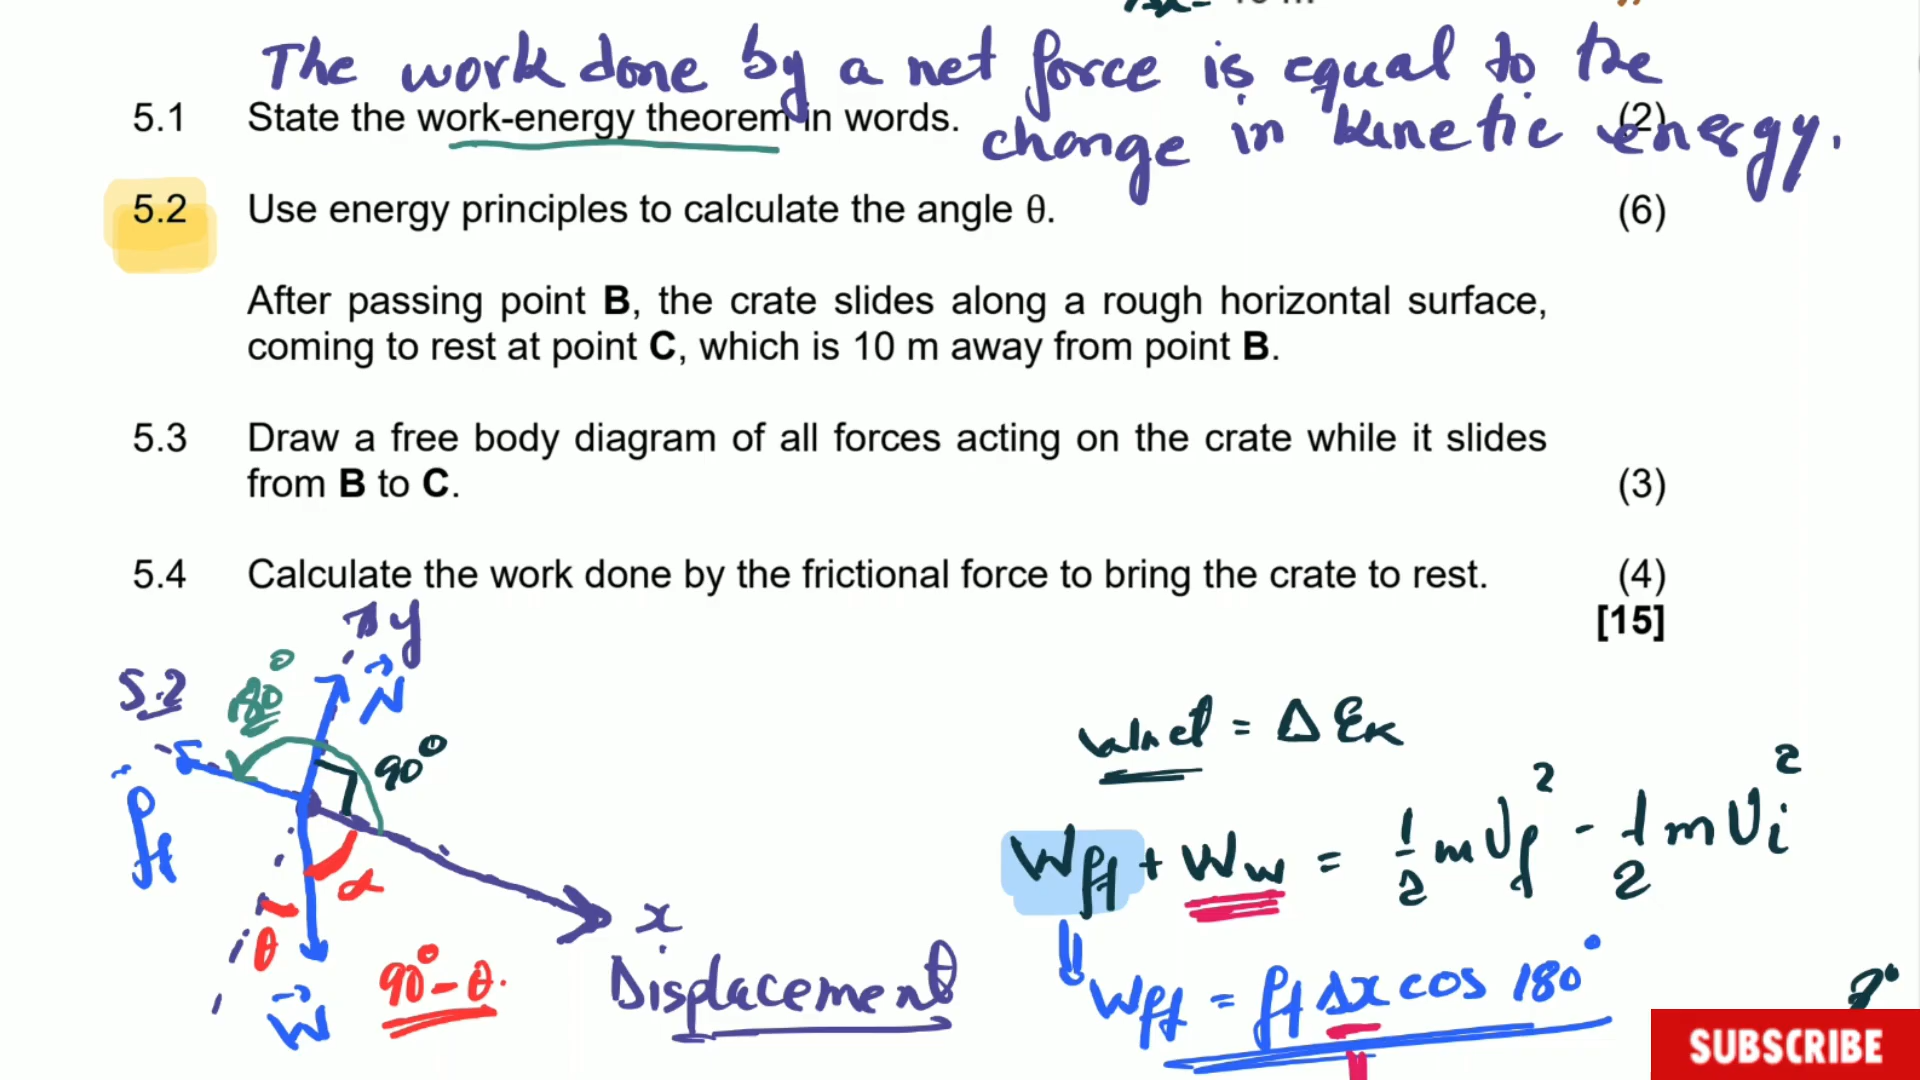 The work done by a net force is equal to the
5.1 State the work-energy theorem in words. (2)
change in kinetic energy.
5.2 Use energy principles to calculate the angle θ. (6)
After passing point B, the crate slides along a rough horizontal surface,
coming to rest at point C, which is 10 m away from point B.
5.3 Draw a free body diagram of all forces acting on the crate while it slides
from B to C. (3)
5.4 Calculate the work done by the frictional force to bring the crate to rest. (4)
[15]
y
5.2 180° N
90°
Wnet = ΔEk
ff
Wff + Ww = 1/2 m Vf² - 1/2 m Vi²
α
x
θ
90° - θ.
Displacement
W
Wff = ff Δx cos 180°
SUBSCRIBE